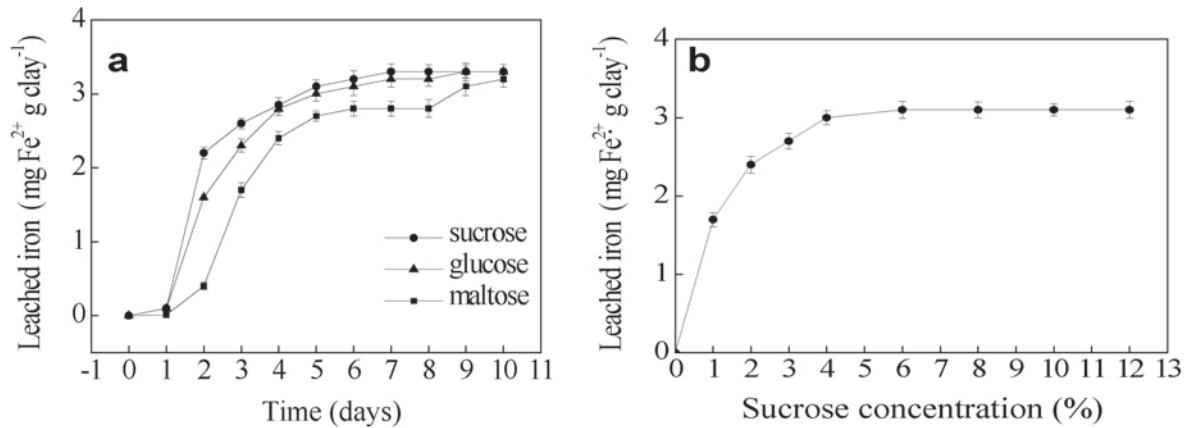 a
Leached iron (mg Fe²⁺ g clay⁻¹)
4
3
2
1
0
sucrose
glucose
maltose
-1 0 1 2 3 4 5 6 7 8 9 10 11
Time (days)
b
Leached iron (mg Fe²⁺ g clay⁻¹)
4
3
2
1
0
0 1 2 3 4 5 6 7 8 9 10 11 12 13
Sucrose concentration (%)